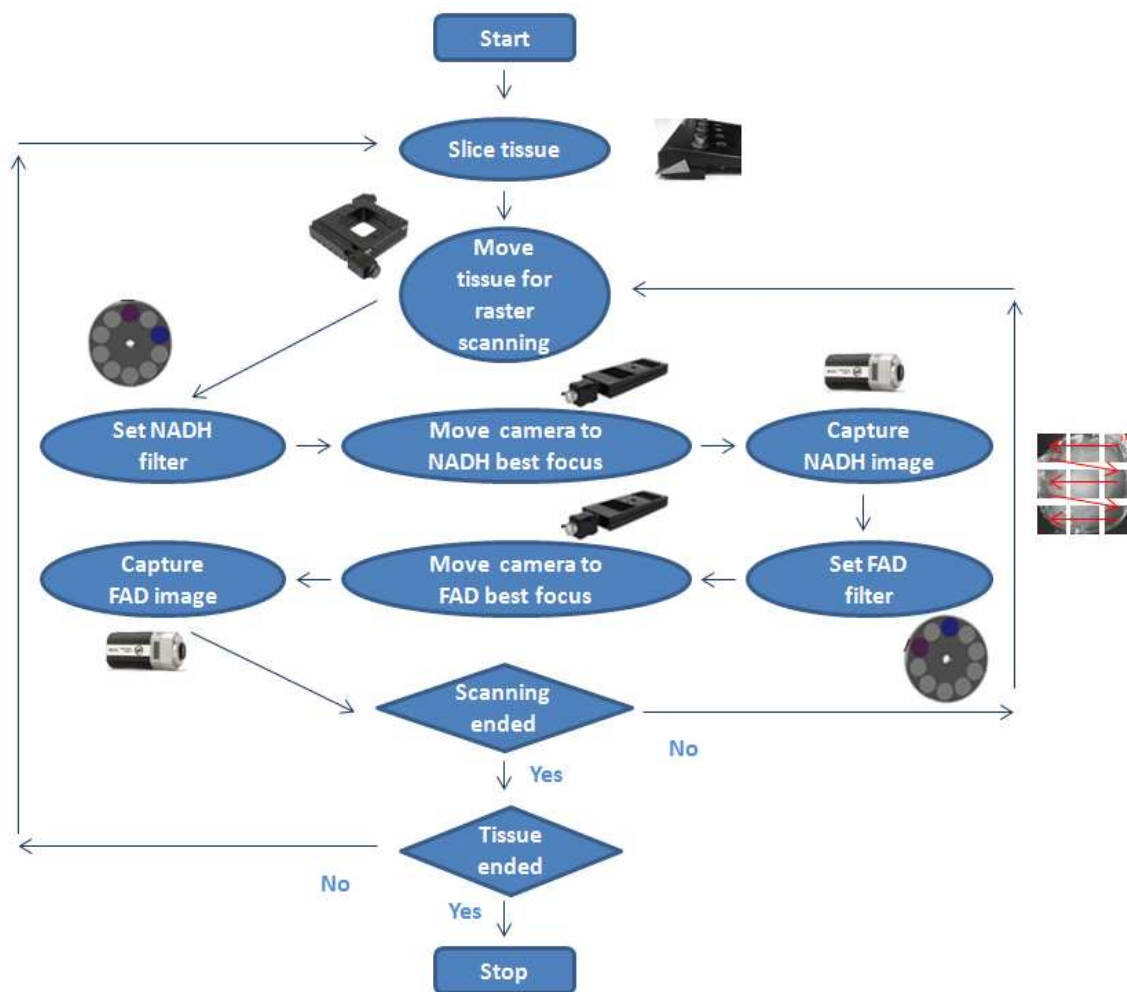 Start
Slice tissue
Move
tissue for
raster
scanning
Set NADH
filter
Move camera to
NADH best focus
Capture
NADH image
Capture
FAD image
Move camera to
FAD best focus
Set FAD
filter
Scanning
ended
No
Yes
Tissue
ended
No
Yes
Stop